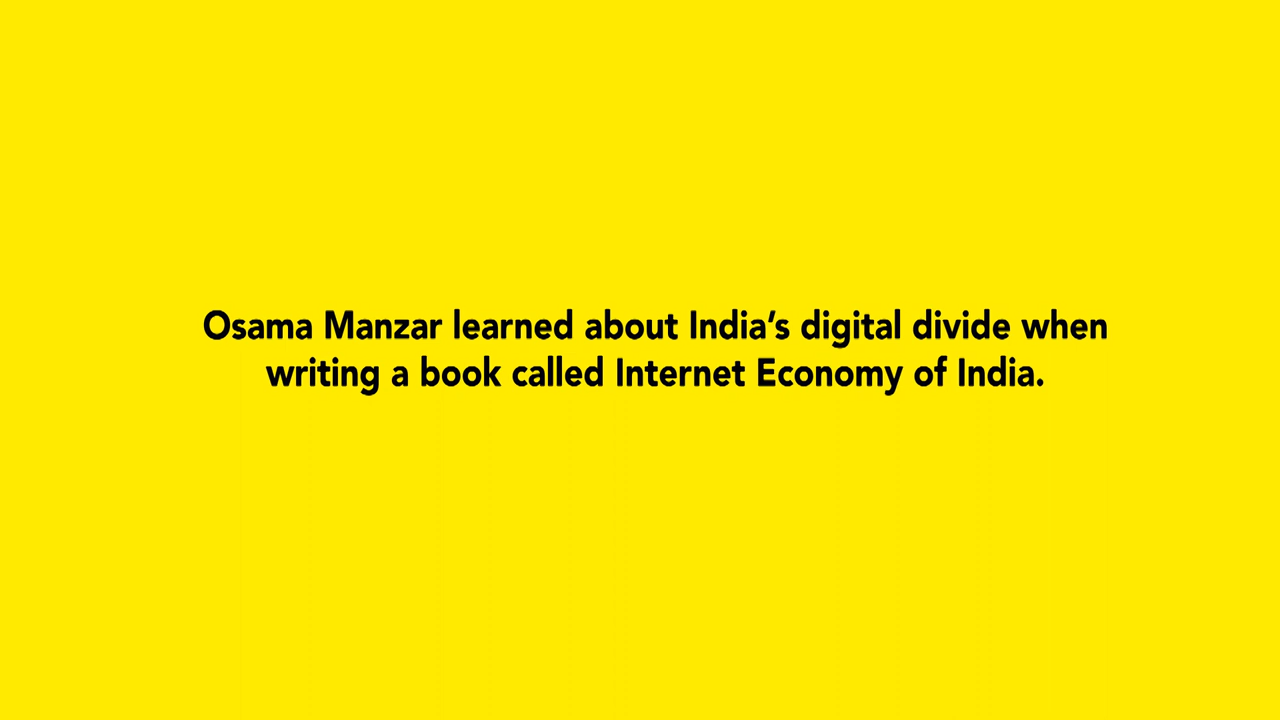 Osama Manzar learned about India’s digital divide when
writing a book called Internet Economy of India.